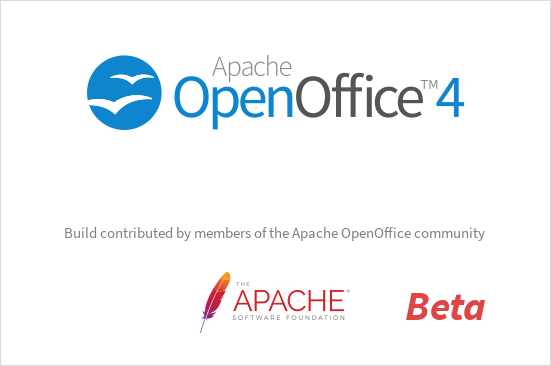 Apache
OpenOffice™ 4
Build contributed by members of the Apache OpenOffice community
THE
APACHE®
SOFTWARE FOUNDATION
Beta